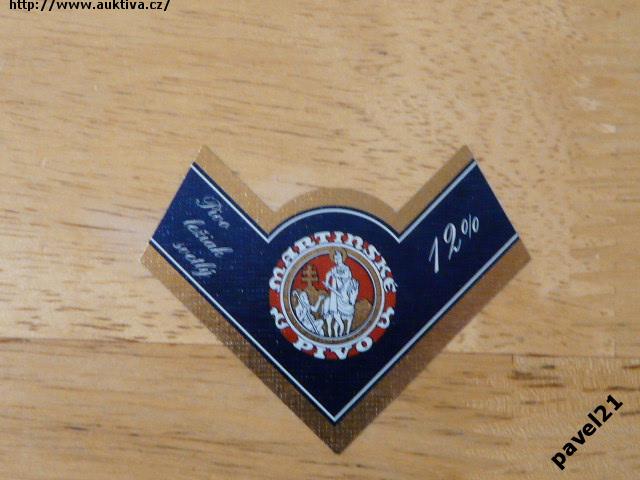 http://www.auktiva.cz/
Pivo
ležiak
svetlý
12%
MARTINSKÉ
PIVO
pavel21